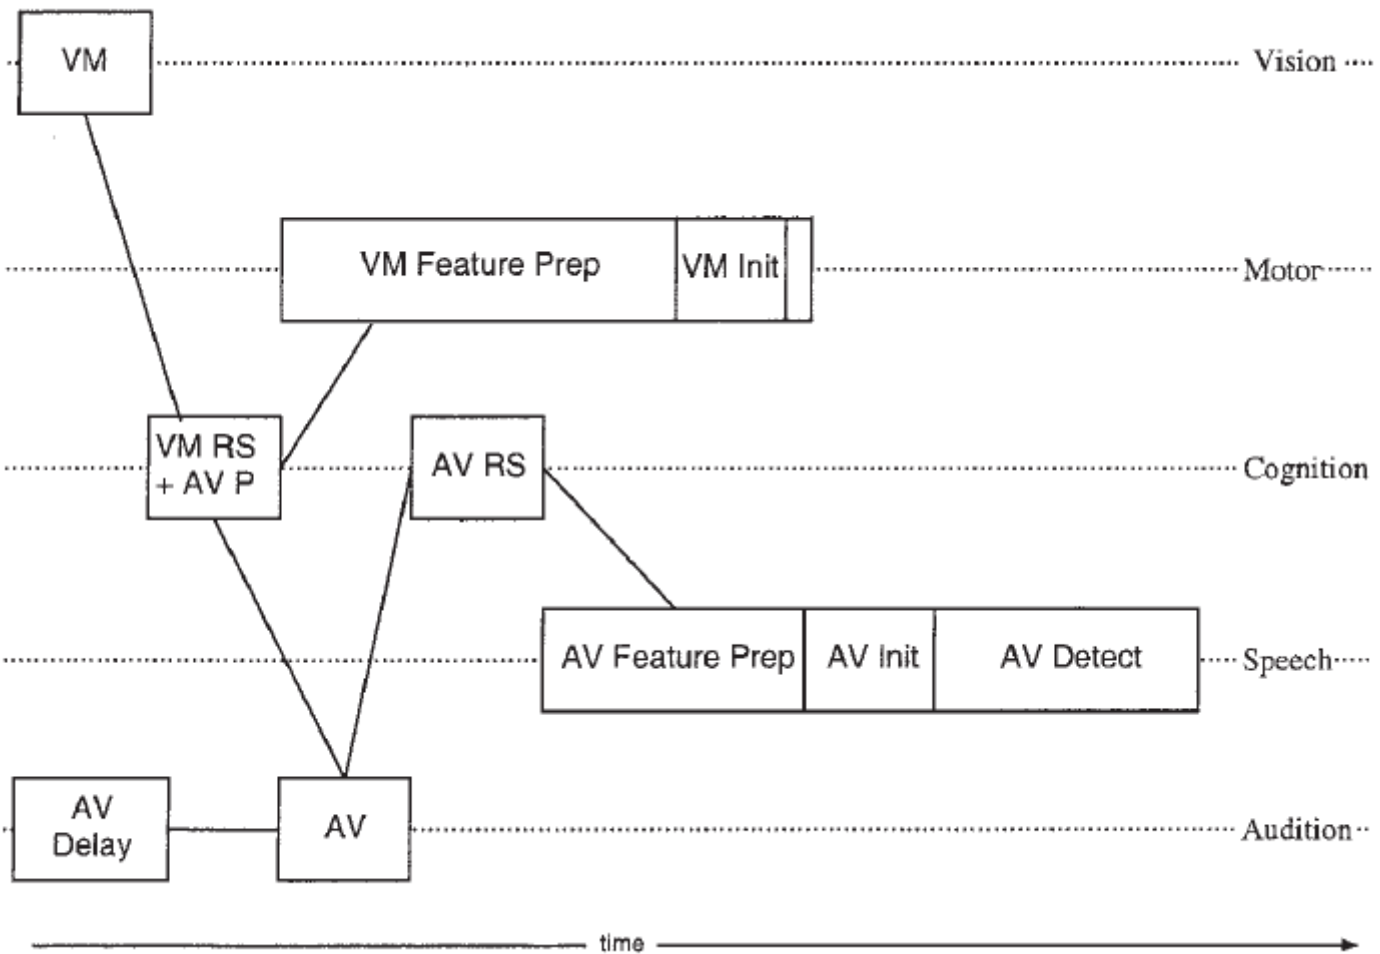 VM
Vision
VM Feature Prep
VM Init
Motor
VM RS
+ AV P
AV RS
Cognition
AV Feature Prep
AV Init
AV Detect
Speech
AV
Delay
AV
Audition
time